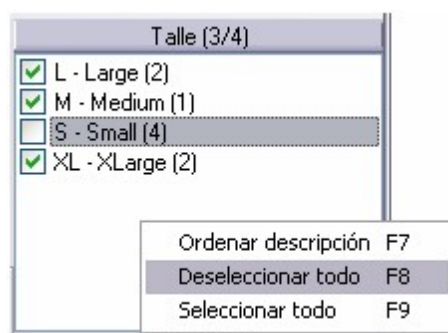 Talle (3/4)
L - Large (2)
M - Medium (1)
S - Small (4)
XL - XLarge (2)
Ordenar descripción F7
Deseleccionar todo F8
Seleccionar todo F9